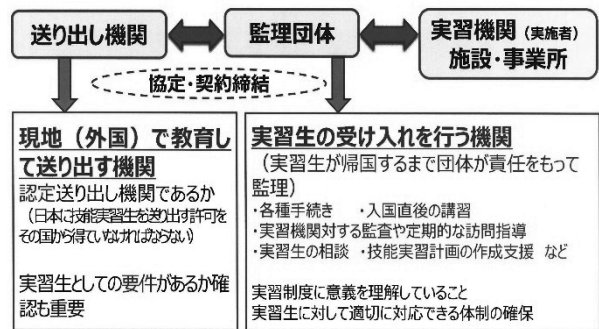 送り出し機関
監理団体
実習機関（実施者）
施設・事業所
協定・契約締結
現地（外国）で教育し
て送り出す機関
認定送り出し機関であるか
（日本に技能実習生を送り出す許可を
その国から得ていなければならない）
実習生としての要件があるか確
認も重要
実習生の受け入れを行う機関
（実習生が帰国するまで団体が責任をもって
監理）
・各種手続き ・入国直後の講習
・実習機関対する監査や定期的な訪問指導
・実習生の相談 ・技能実習計画の作成支援 など
実習制度に意義を理解していること
実習生に対して適切に対応できる体制の確保